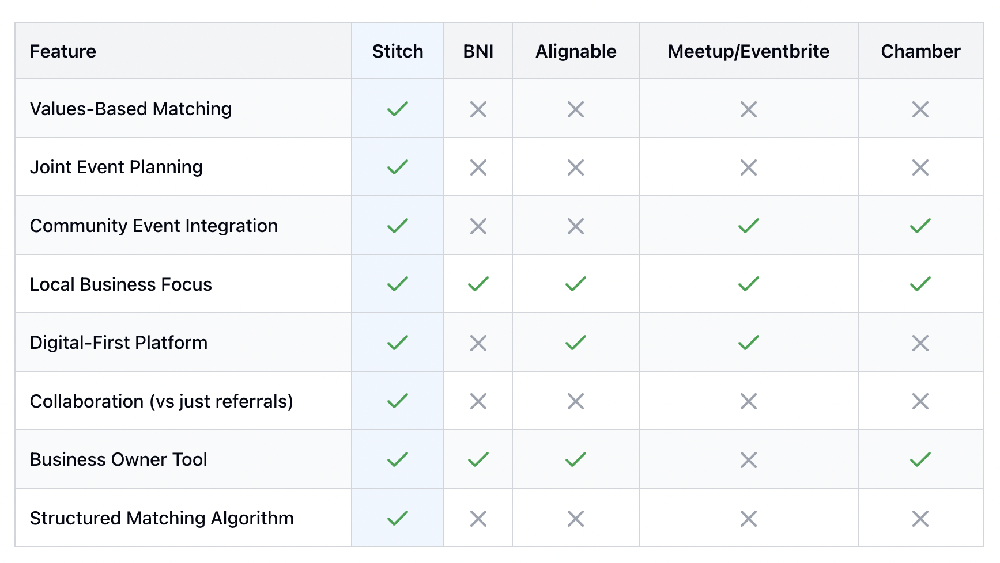 Feature Stitch BNI Alignable Meetup/Eventbrite Chamber
Values-Based Matching ✓ ✕ ✕ ✕ ✕
Joint Event Planning ✓ ✕ ✕ ✕ ✕
Community Event Integration ✓ ✕ ✕ ✓ ✓
Local Business Focus ✓ ✓ ✓ ✓ ✓
Digital-First Platform ✓ ✕ ✓ ✓ ✕
Collaboration (vs just referrals) ✓ ✕ ✕ ✕ ✕
Business Owner Tool ✓ ✓ ✓ ✕ ✓
Structured Matching Algorithm ✓ ✕ ✕ ✕ ✕